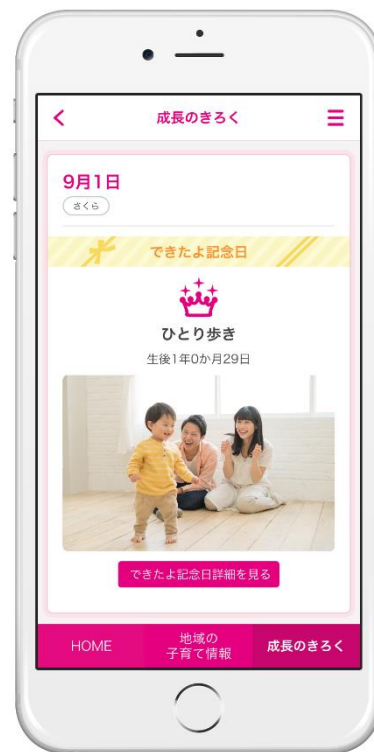 成長のきろく
9月1日
さくら
できたよ記念日
ひとり歩き
生後1年0か月29日
できたよ記念日詳細を見る
HOME
地域の
子育て情報
成長のきろく